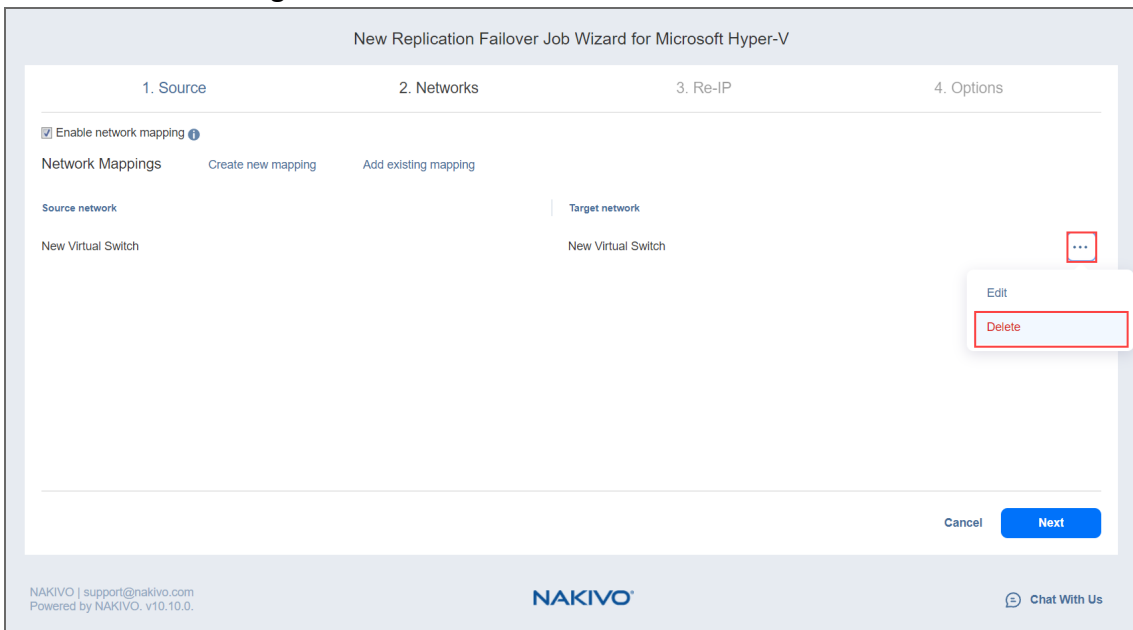 New Replication Failover Job Wizard for Microsoft Hyper-V
1. Source 2. Networks 3. Re-IP 4. Options
Enable network mapping
Network Mappings Create new mapping Add existing mapping
Source network Target network
New Virtual Switch New Virtual Switch ...
Edit
Delete
Cancel Next
NAKIVO | support@nakivo.com
Powered by NAKIVO. v10.10.0.
NAKIVO®
Chat With Us